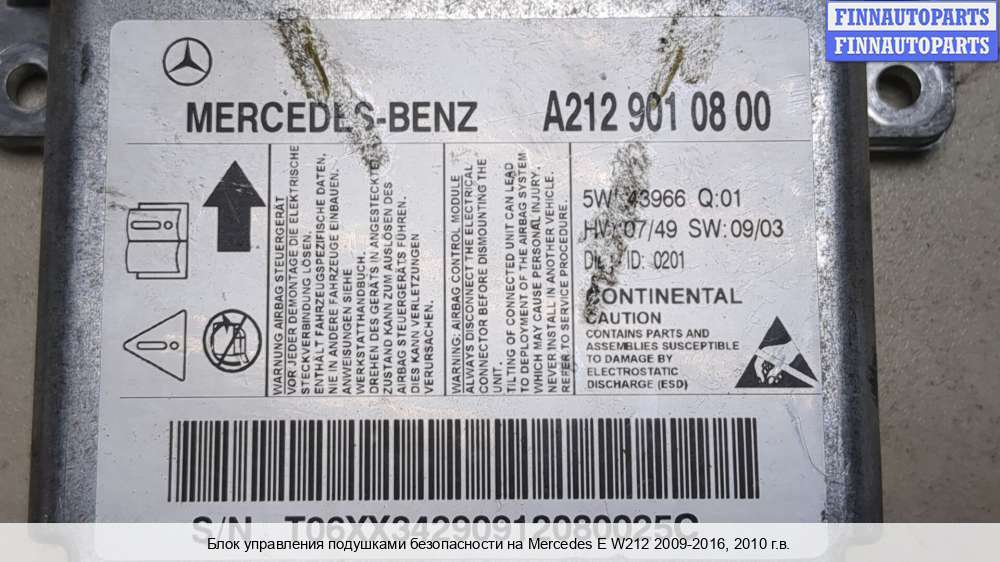 FINNAUTOPARTS
FINNAUTOPARTS
MERCEDES-BENZ
A212 901 08 00
WARNUNG AIRBAG STEUERGERÄT
VOR JEDER DEMONTAGE DIE ELEKTRISCHE
STECKVERBINDUNG LÖSEN.
ENTHÄLT FAHRZEUGSPEZIFISCHE DATEN,
NIE IN ANDERE FAHRZEUGE EINBAUEN.
ANWEISUNGEN SIEHE
WERKSTATTHANDBUCH.
DREHEN DES GERÄTS IN ANGESTECKTEM
ZUSTAND KANN ZUM AUSLÖSEN DES
AIRBAG STEUERGERÄTS FÜHREN.
DIES KANN VERLETZUNGEN
VERURSACHEN.
WARNING: AIRBAG CONTROL MODULE
ALWAYS DISCONNECT THE ELECTRICAL
CONNECTOR BEFORE DISMOUNTING THE
UNIT.
TILTING OF CONNECTED UNIT CAN LEAD
TO DEPLOYMENT OF THE AIRBAG SYSTEM
WHICH MAY CAUSE PERSONAL INJURY.
NEVER INSTALL IN ANOTHER VEHICLE.
REFER TO SERVICE PROCEDURE.
43966 Q:01
HW: 07/49 SW: 09/03
ID: 0201
CONTINENTAL
CAUTION
CONTAINS PARTS AND
ASSEMBLIES SUSCEPTIBLE
TO DAMAGE BY
ELECTROSTATIC
DISCHARGE (ESD)
S/N T06XX34290912080025C
Блок управления подушками безопасности на Mercedes E W212 2009-2016, 2010 г.в.